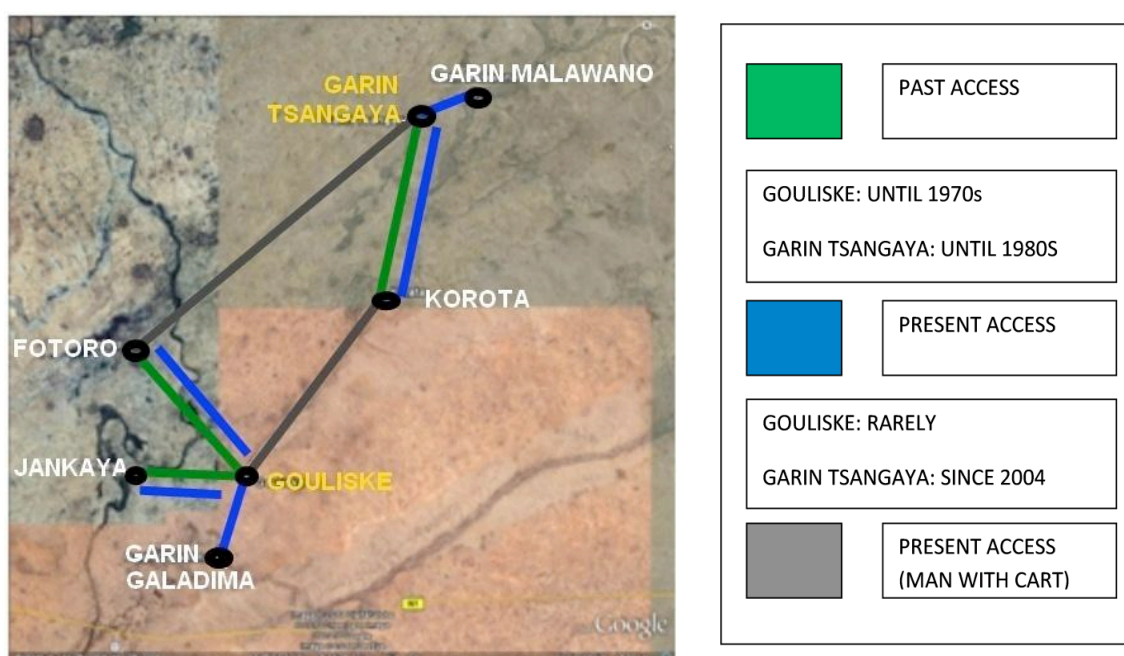 GARIN MALAWANO
GARIN
TSANGAYA
KOROTA
FOTORO
JANKAYA
GOULISKE
GARIN
GALADIMA
Google
PAST ACCESS
GOULISKE: UNTIL 1970s
GARIN TSANGAYA: UNTIL 1980S
PRESENT ACCESS
GOULISKE: RARELY
GARIN TSANGAYA: SINCE 2004
PRESENT ACCESS
(MAN WITH CART)